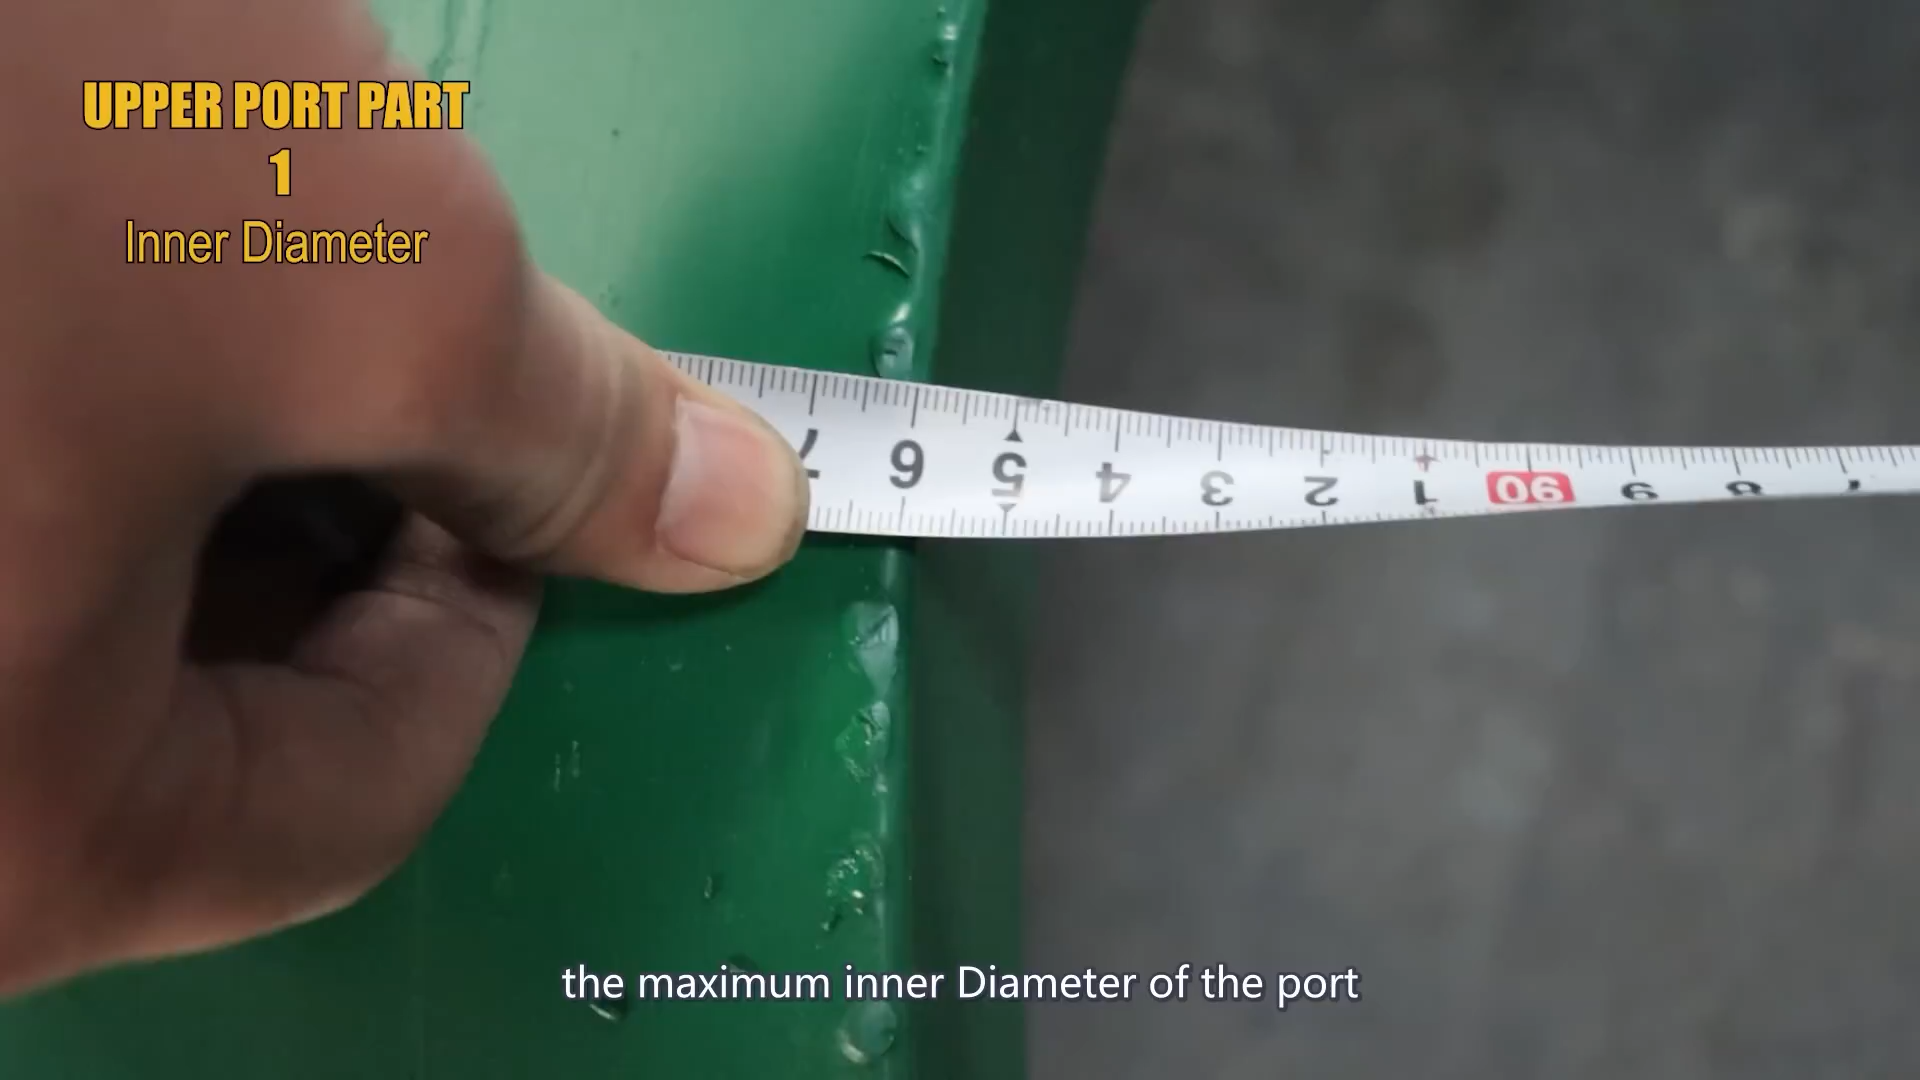 UPPER PORT PART
1
Inner Diameter
7 6 5 4 3 2 1 90 9 8 7
the maximum inner Diameter of the port